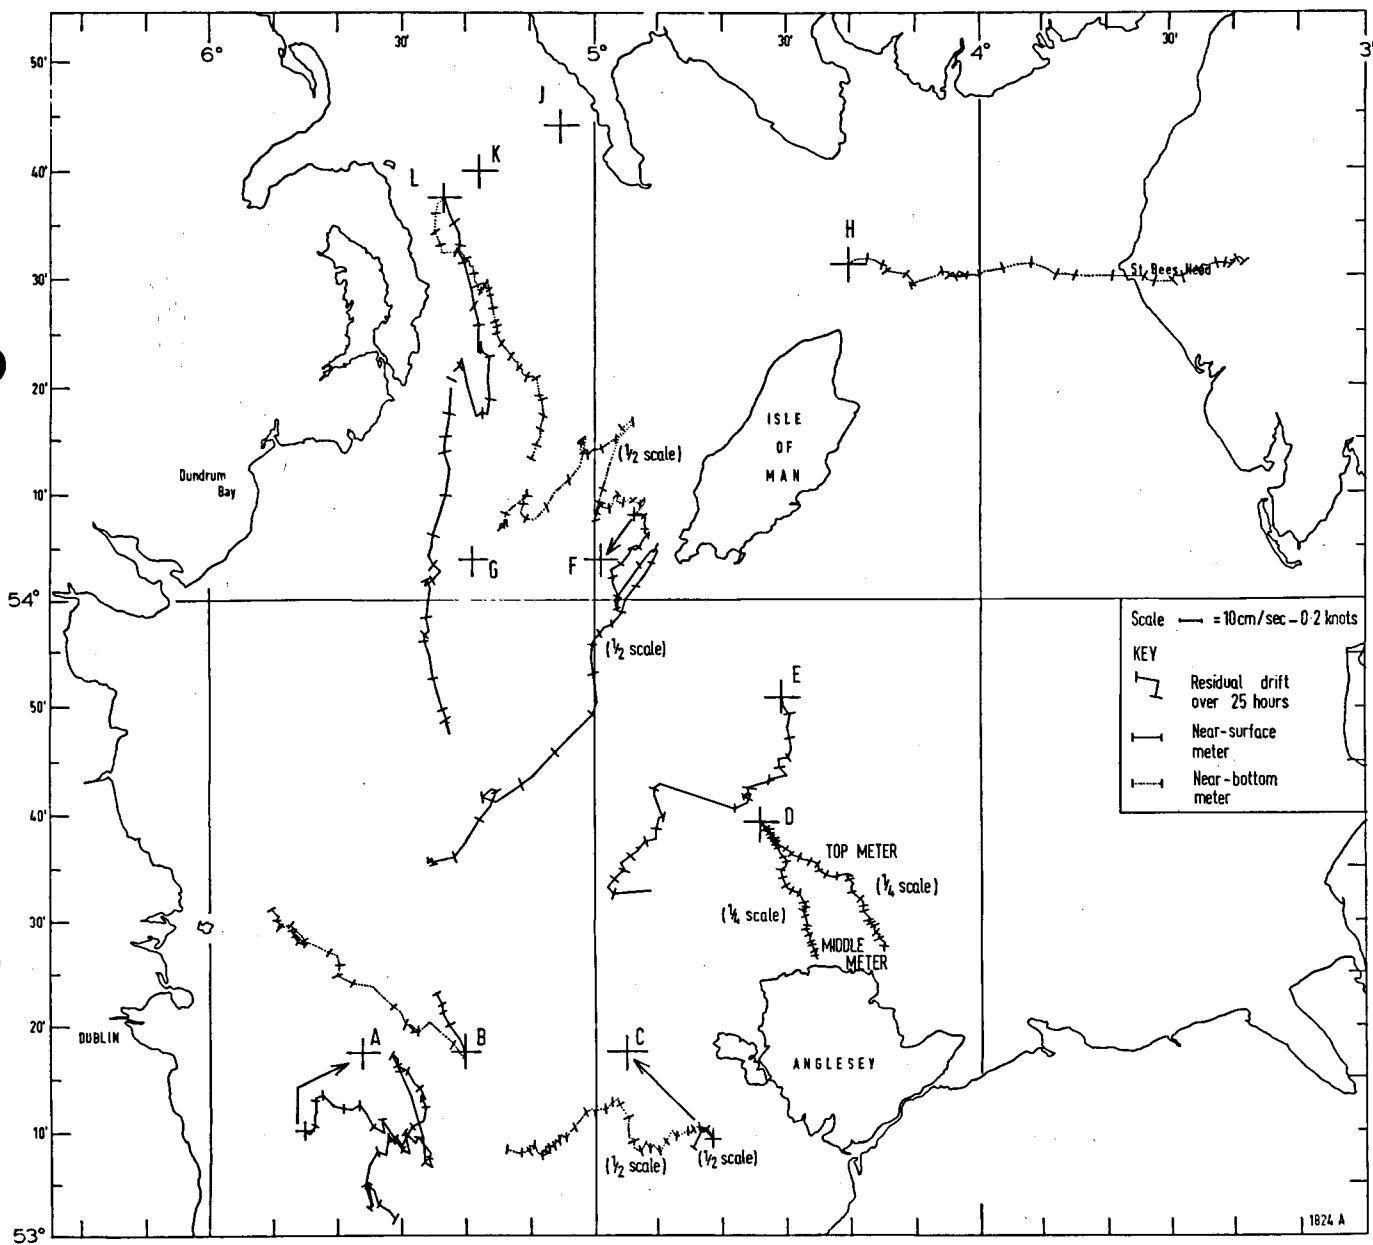 6° 30' 5° 30' 4° 30' 3°
50'
J
K
40'
L
H
30'
St. Bees Head
20'
ISLE
OF
MAN
(1/2 scale)
Dundrum
Bay
10'
G
F
54°
Scale = 10cm/sec – 0·2 knots
KEY
Residual drift
over 25 hours
Near-surface
meter
Near-bottom
meter
(1/2 scale)
E
50'
40'
D
TOP METER
(1/4 scale)
30'
(1/4 scale)
MIDDLE
METER
20'
DUBLIN
A
B
C
ANGLESEY
10'
(1/2 scale)
(1/2 scale)
53°
1824 A